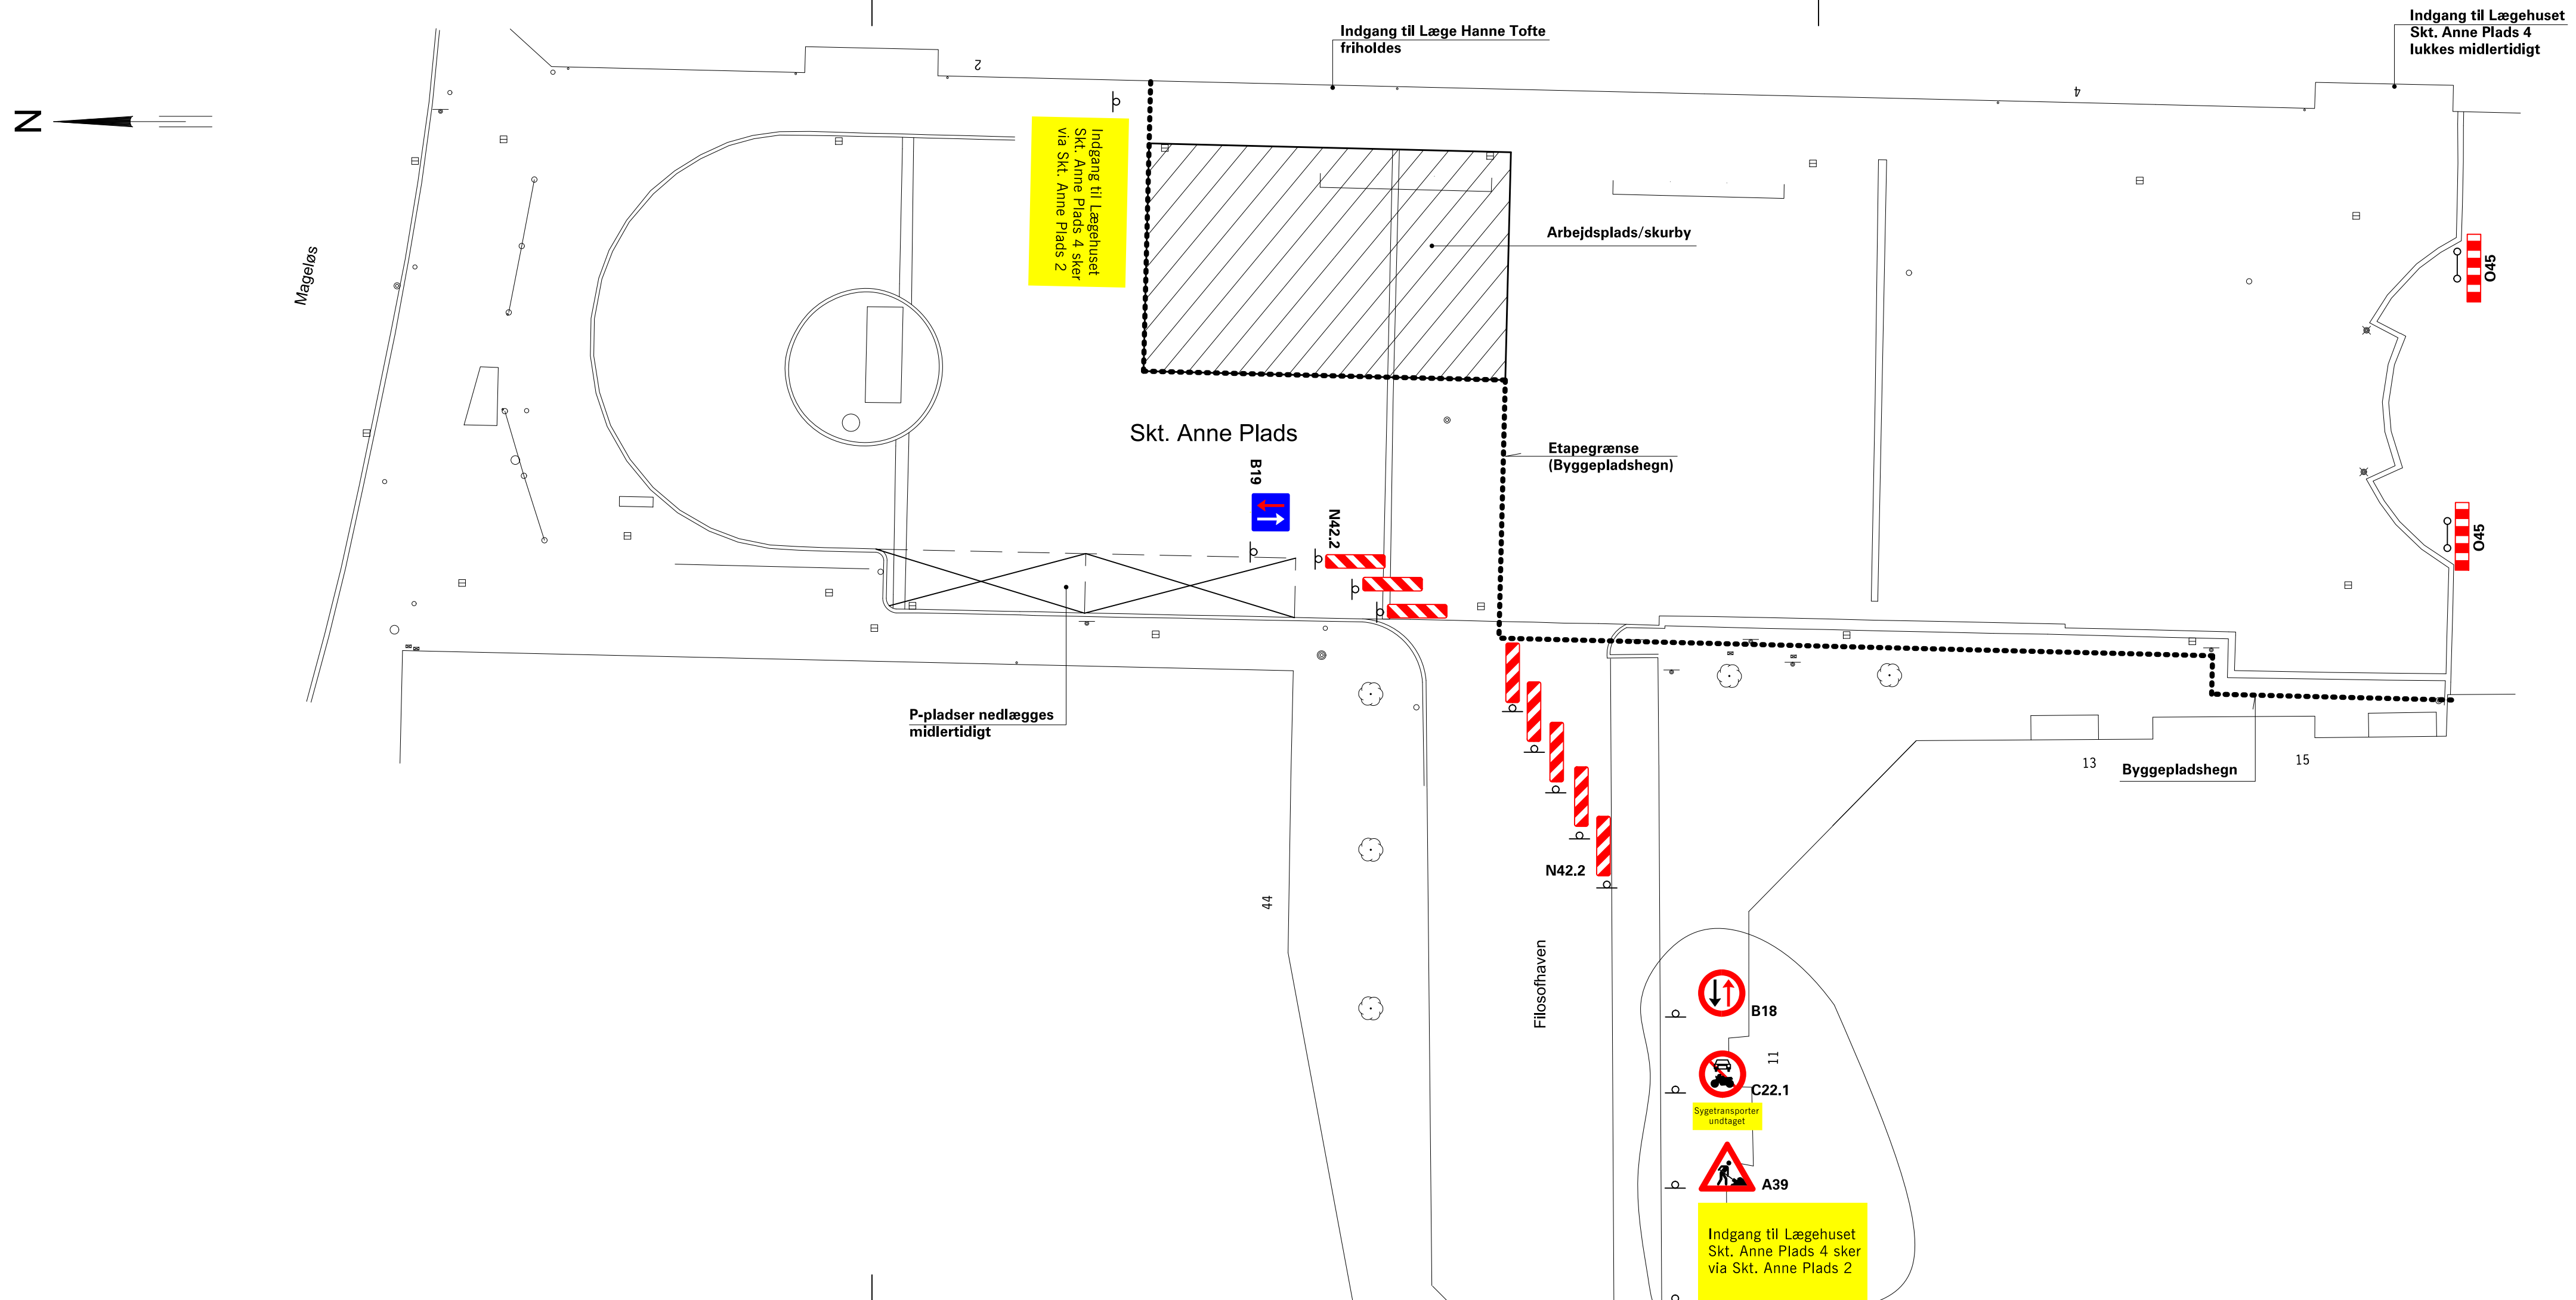 Indgang til Læge Hanne Tofte
friholdes
Indgang til Lægehuset
Skt. Anne Plads 4
lukkes midlertidigt
N
2
4
Indgang til Lægehuset
Skt. Anne Plads 4 sker
via Skt. Anne Plads 2
Mageløs
Arbejdsplads/skurby
O45
Skt. Anne Plads
Etapegrænse
(Byggepladshegn)
B19
N42.2
O45
P-pladser nedlægges
midlertidigt
13
15
Byggepladshegn
N42.2
44
Filosofhaven
B18
11
C22.1
Sygetransporter
undtaget
A39
Indgang til Lægehuset
Skt. Anne Plads 4 sker
via Skt. Anne Plads 2